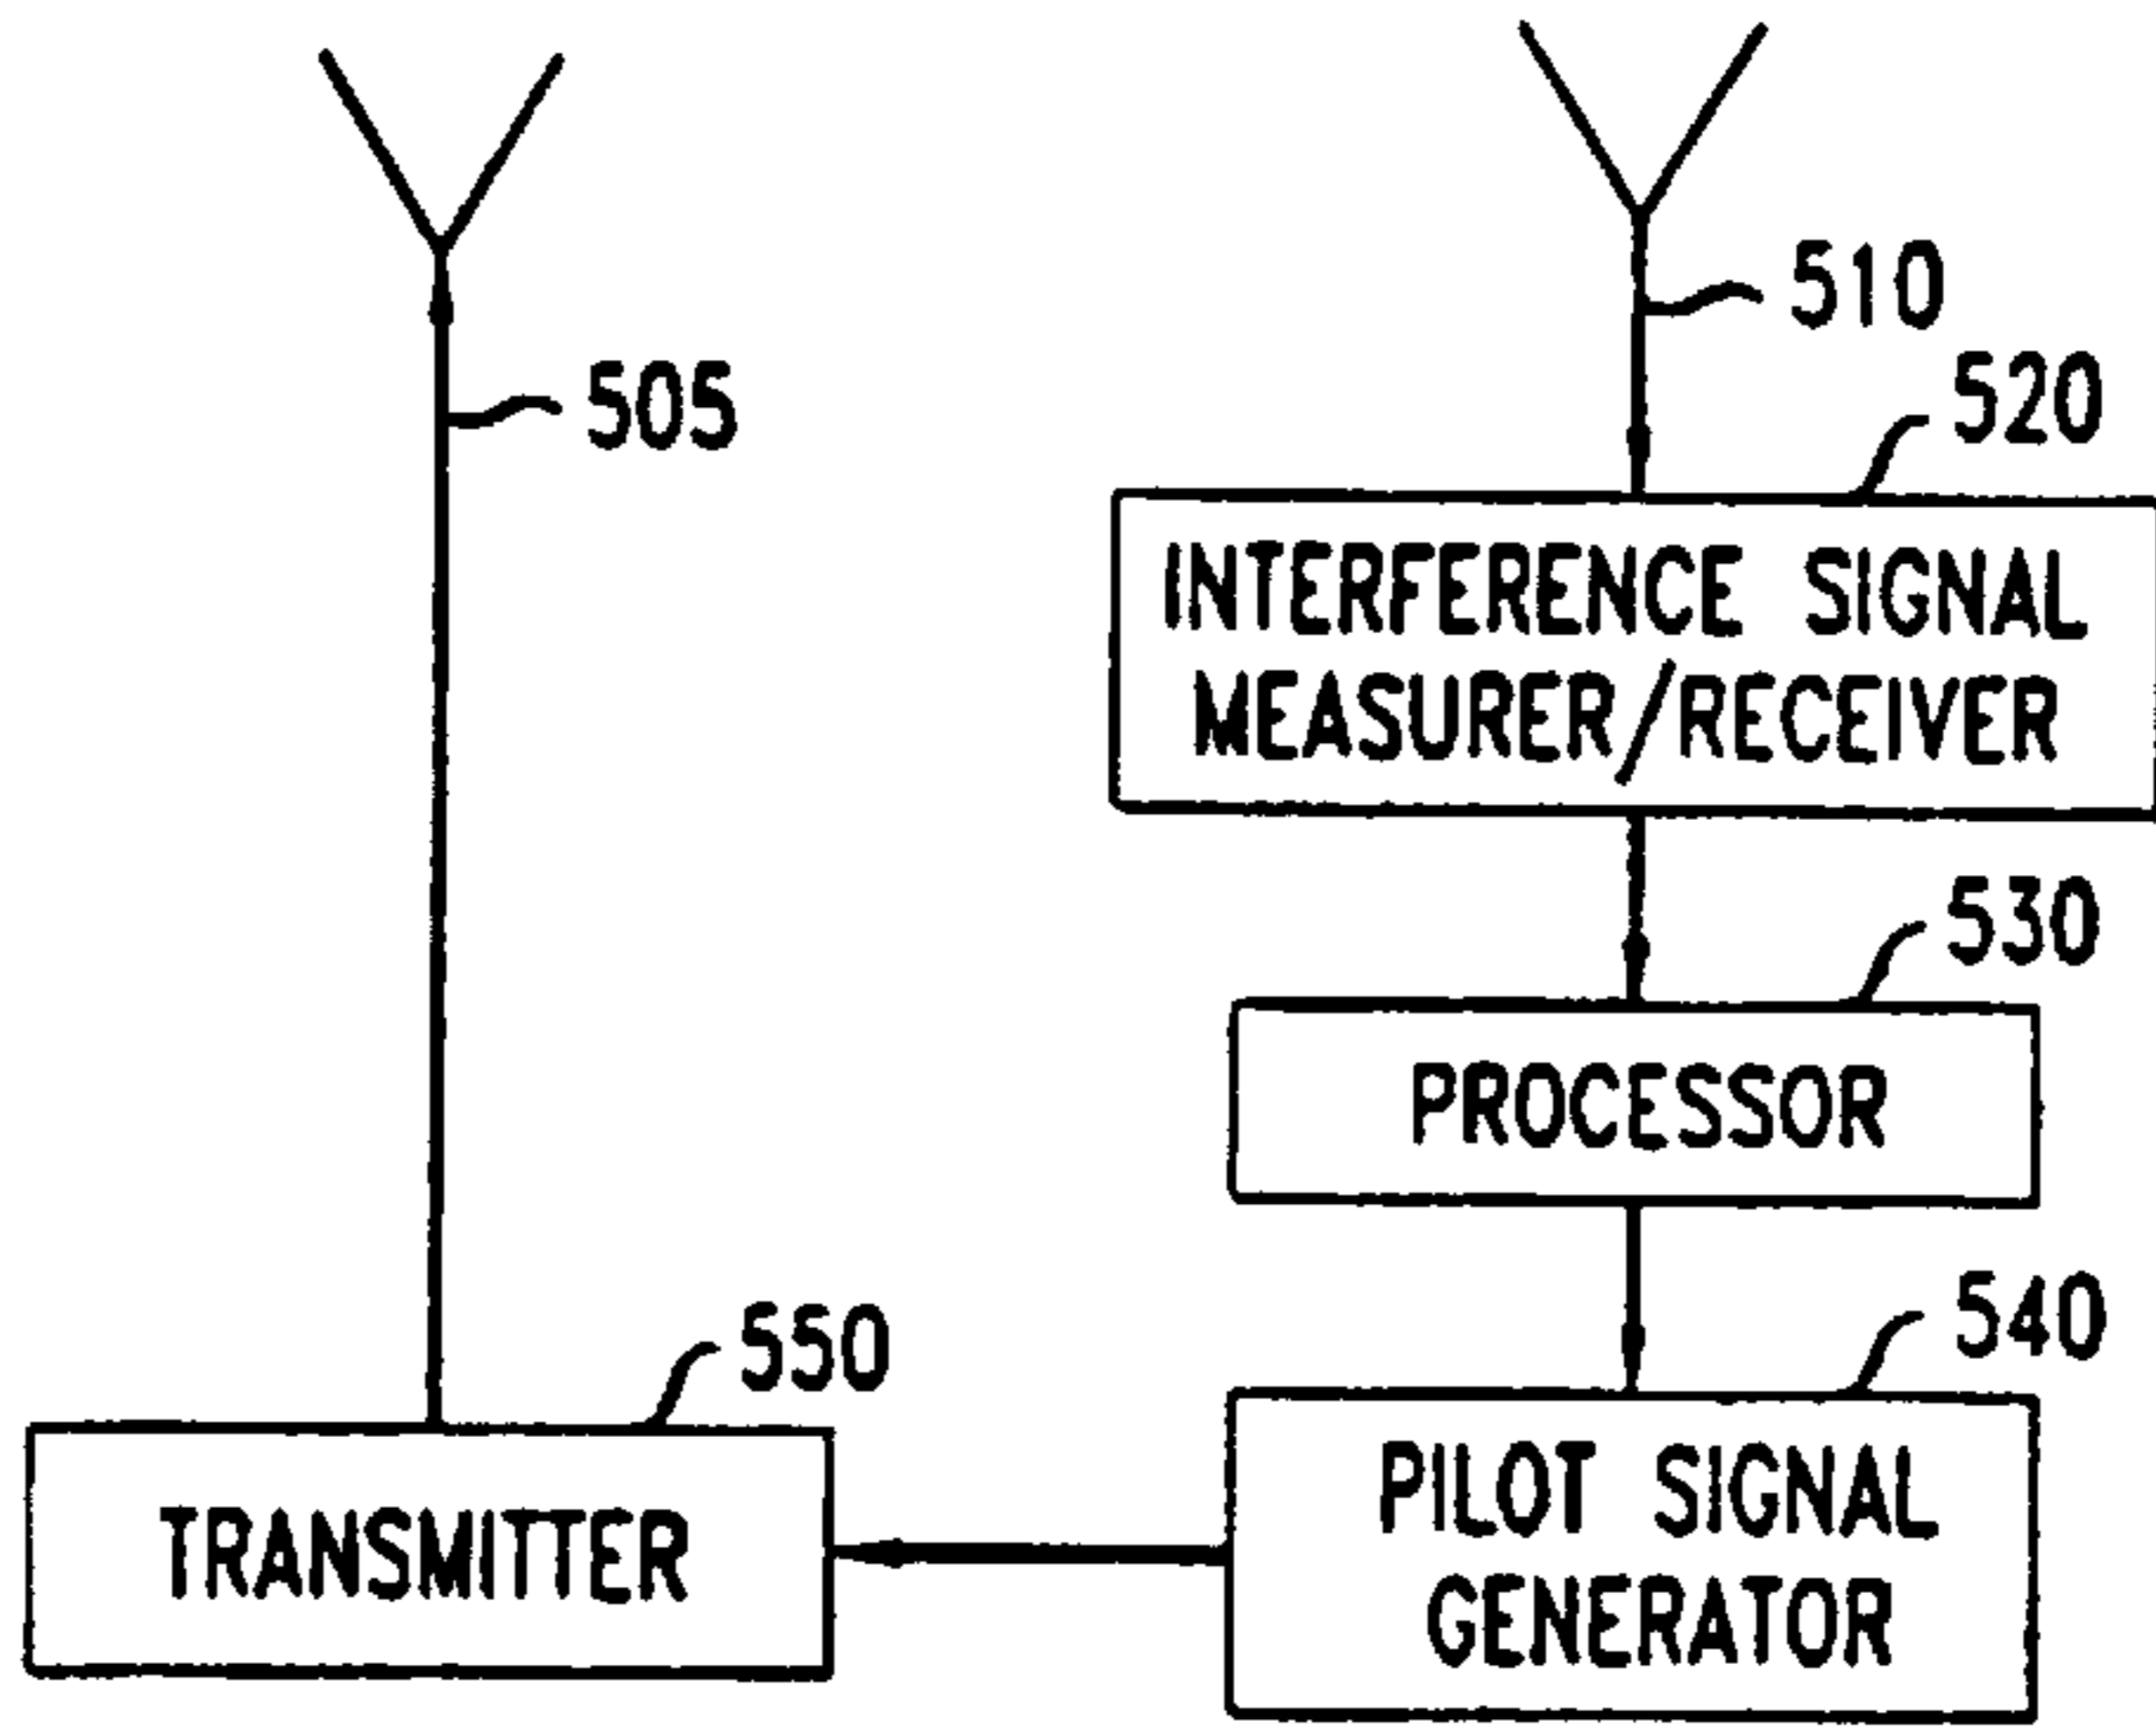 510
505
520
INTERFERENCE SIGNAL
MEASURER/RECEIVER
530
PROCESSOR
540
550
PILOT SIGNAL
GENERATOR
TRANSMITTER